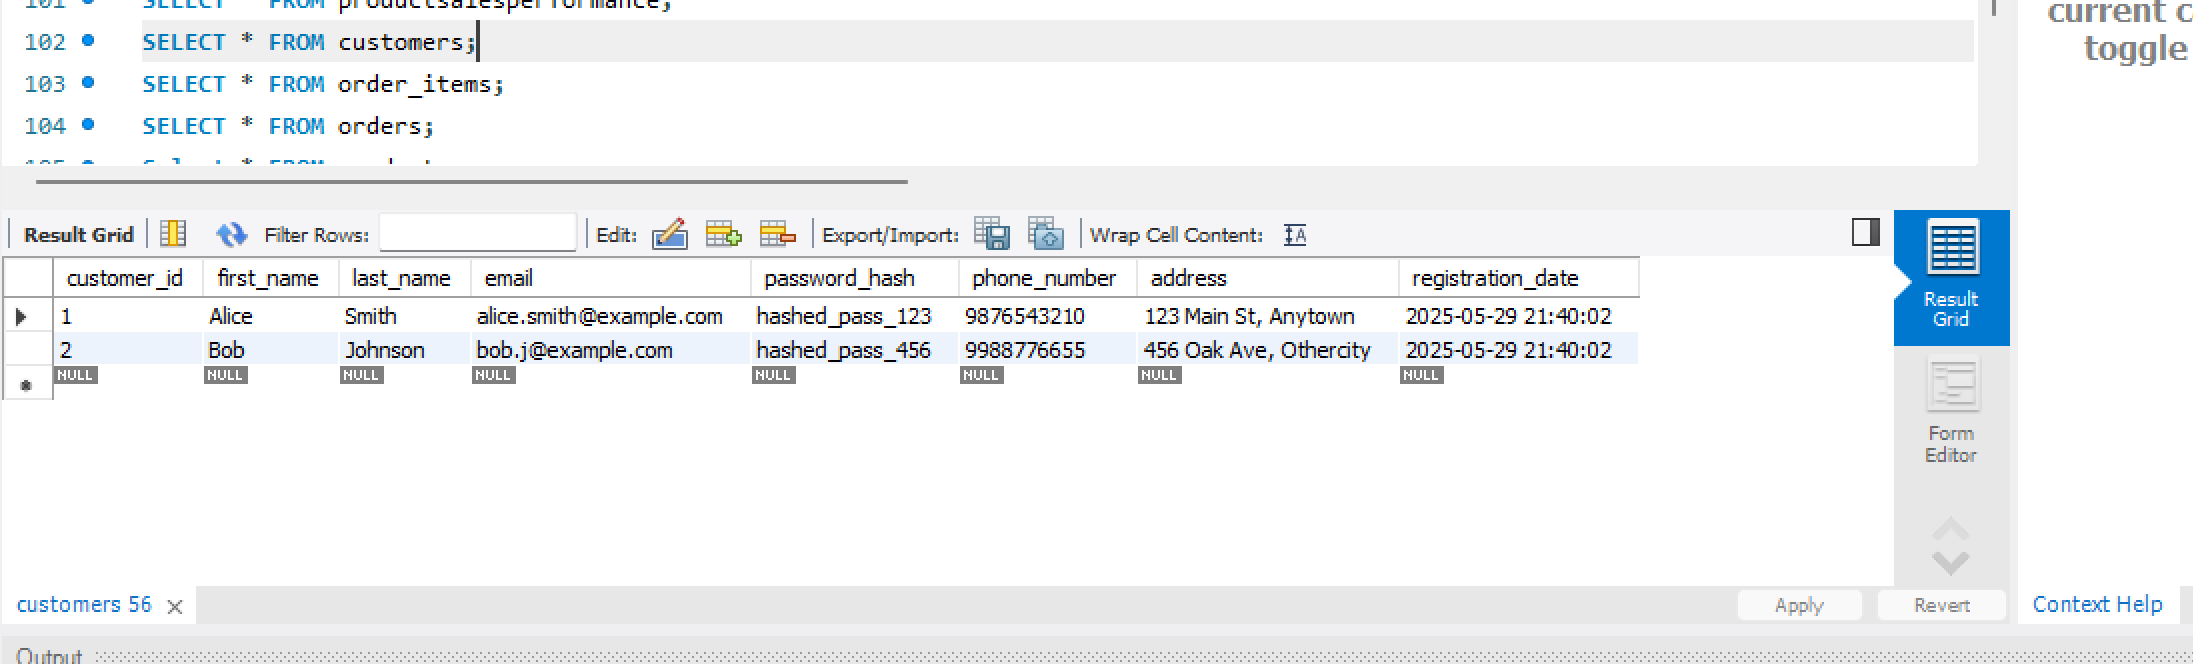 101 SELECT * FROM productsalesperformance;
102 SELECT * FROM customers;
103 SELECT * FROM order_items;
104 SELECT * FROM orders;
current c
toggle
Result Grid Filter Rows: Edit: Export/Import: Wrap Cell Content:
customer_id first_name last_name email password_hash phone_number address registration_date
1 Alice Smith alice.smith@example.com hashed_pass_123 9876543210 123 Main St, Anytown 2025-05-29 21:40:02
2 Bob Johnson bob.j@example.com hashed_pass_456 9988776655 456 Oak Ave, Othercity 2025-05-29 21:40:02
NULL NULL NULL NULL NULL NULL NULL NULL
Result
Grid
Form
Editor
customers 56 Apply Revert Context Help
Output